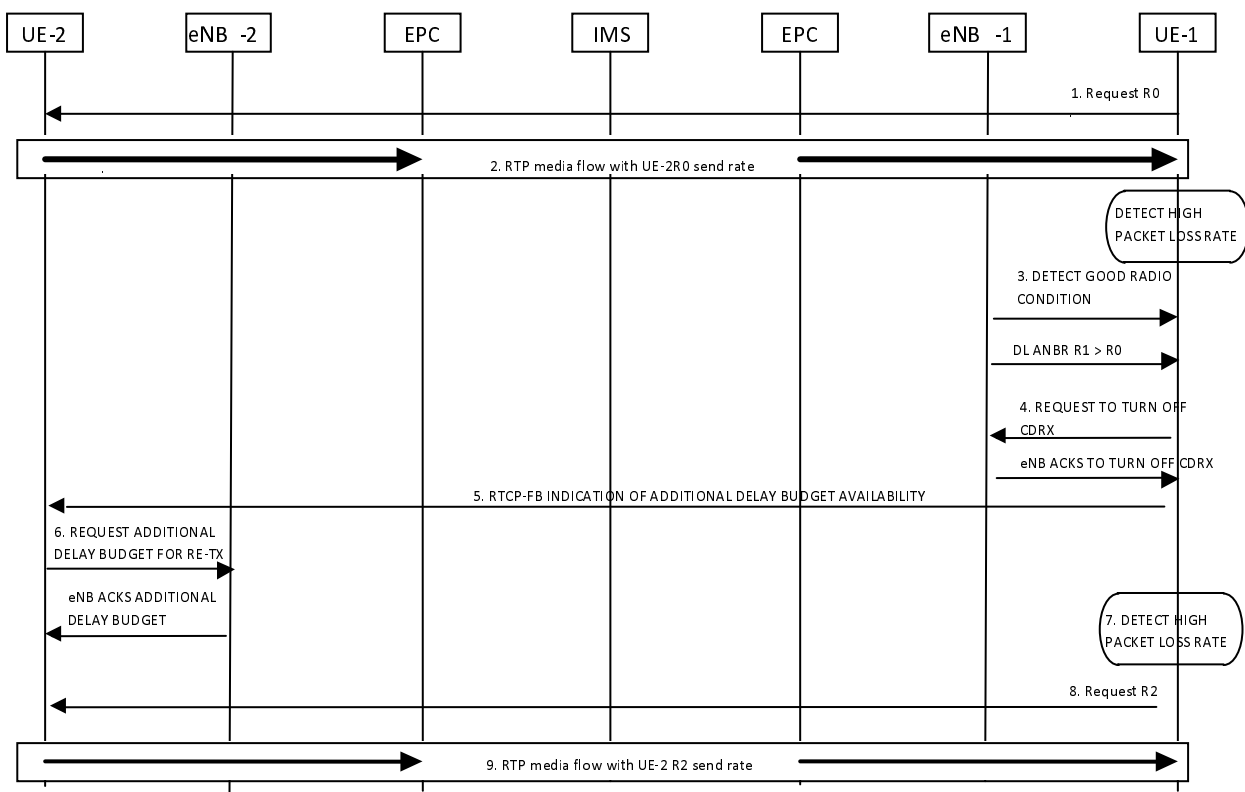 UE-2
eNB -2
EPC
IMS
EPC
eNB -1
UE-1
1. Request R0
2. RTP media flow with UE-2R0 send rate
DETECT HIGH
PACKET LOSS RATE
3. DETECT GOOD RADIO
CONDITION
DL ANBR R1 > R0
4. REQUEST TO TURN OFF
CDRX
eNB ACKS TO TURN OFF CDRX
5. RTCP-FB INDICATION OF ADDITIONAL DELAY BUDGET AVAILABILITY
6. REQUEST ADDITIONAL
DELAY BUDGET FOR RE-TX
eNB ACKS ADDITIONAL
DELAY BUDGET
7. DETECT HIGH
PACKET LOSS RATE
8. Request R2
9. RTP media flow with UE-2 R2 send rate